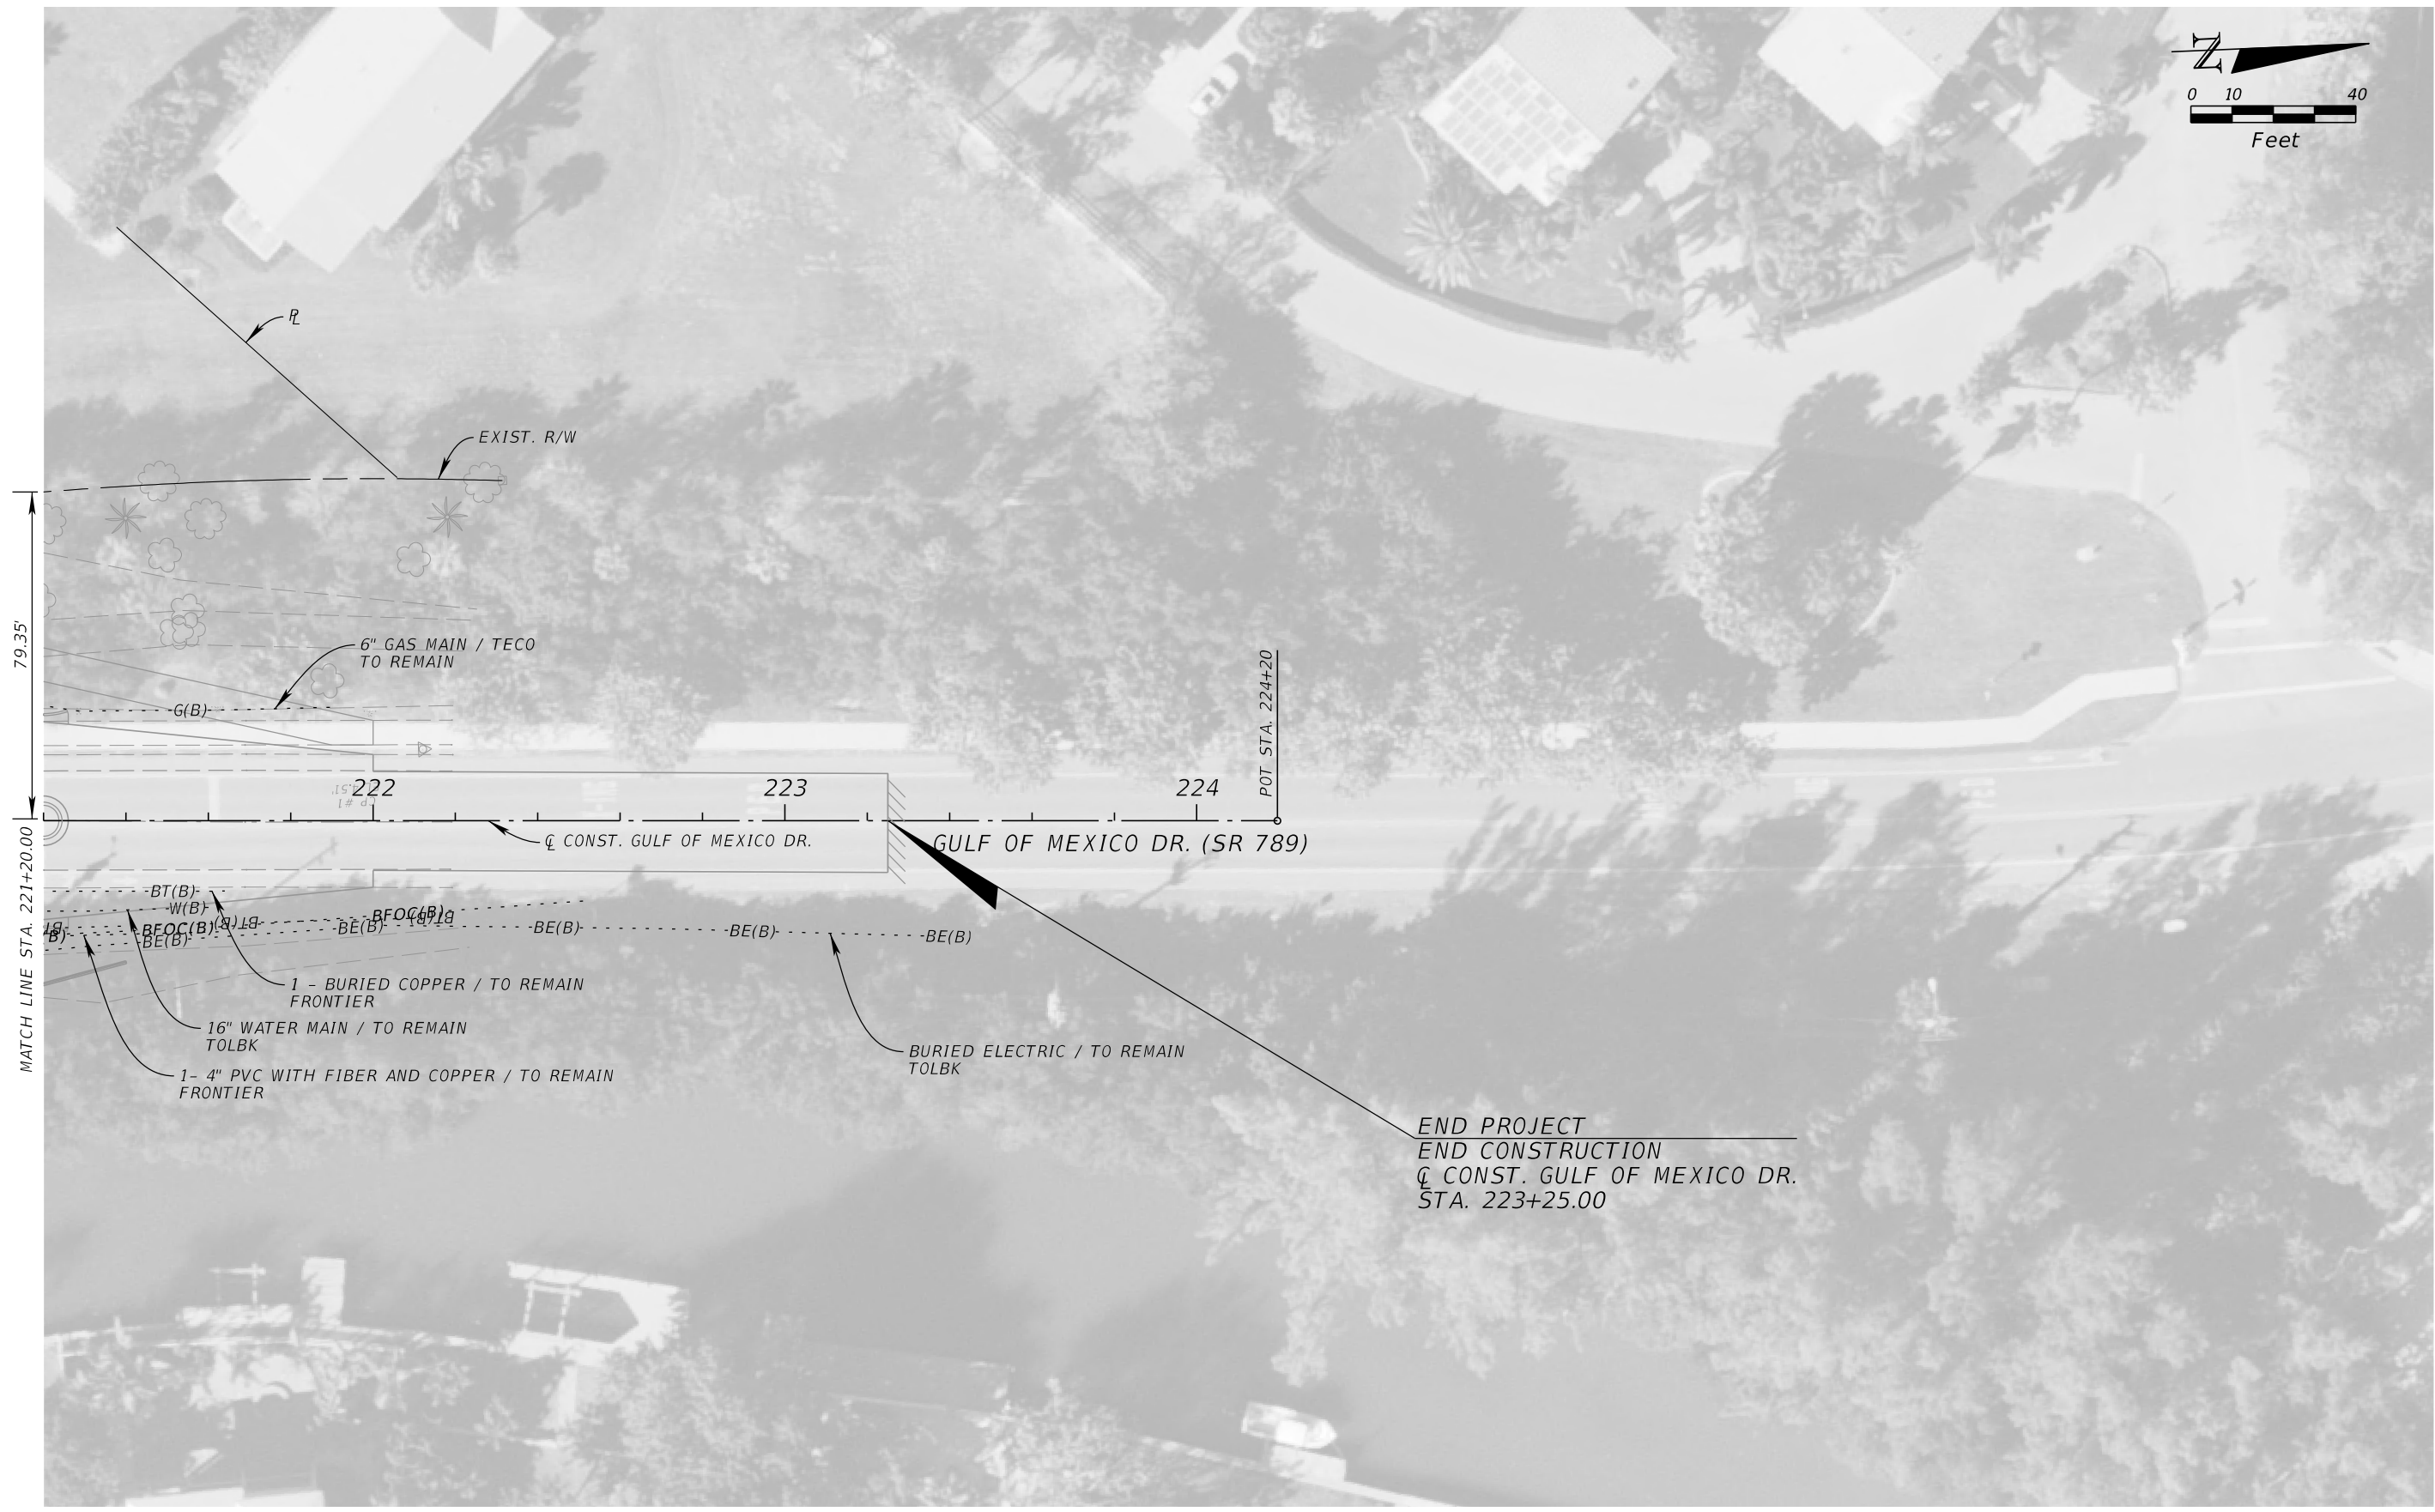 N
0 10 40
Feet
PL
EXIST. R/W
79.35'
6" GAS MAIN / TECO
TO REMAIN
G(B)
POT STA. 224+20
222
223
224
CP #1
℄ CONST. GULF OF MEXICO DR.
GULF OF MEXICO DR. (SR 789)
MATCH LINE STA. 221+20.00
BT(B)
W(B)
BFOC(B)
BT(B)
BFOC(B)
BT(B)
BE(B)
BE(B)
BE(B)
BE(B)
BE(B)
1 - BURIED COPPER / TO REMAIN
FRONTIER
16" WATER MAIN / TO REMAIN
TOLBK
1- 4" PVC WITH FIBER AND COPPER / TO REMAIN
FRONTIER
BURIED ELECTRIC / TO REMAIN
TOLBK
END PROJECT
END CONSTRUCTION
℄ CONST. GULF OF MEXICO DR.
STA. 223+25.00